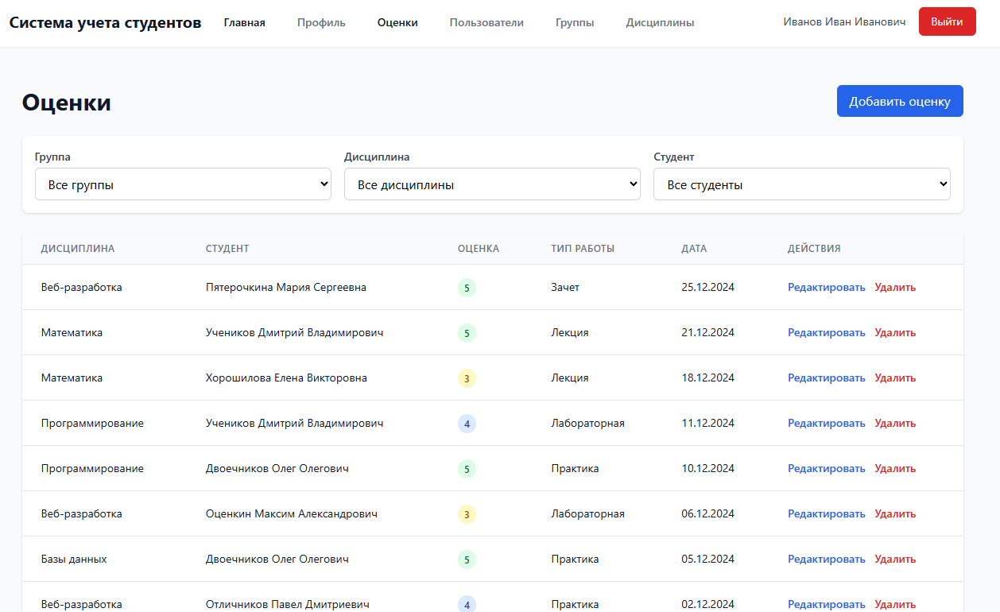 Система учета студентов Главная Профиль Оценки Пользователи Группы Дисциплины Иванов Иван Иванович Выйти
Оценки Добавить оценку
Группа Дисциплина Студент
Все группы Все дисциплины Все студенты
ДИСЦИПЛИНА СТУДЕНТ ОЦЕНКА ТИП РАБОТЫ ДАТА ДЕЙСТВИЯ
Веб-разработка Пятерочкина Мария Сергеевна 5 Зачет 25.12.2024 Редактировать Удалить
Математика Учеников Дмитрий Владимирович 5 Лекция 21.12.2024 Редактировать Удалить
Математика Хорошилова Елена Викторовна 3 Лекция 18.12.2024 Редактировать Удалить
Программирование Учеников Дмитрий Владимирович 4 Лабораторная 11.12.2024 Редактировать Удалить
Программирование Двоечников Олег Олегович 5 Практика 10.12.2024 Редактировать Удалить
Веб-разработка Оценкин Максим Александрович 3 Лабораторная 06.12.2024 Редактировать Удалить
Базы данных Двоечников Олег Олегович 5 Практика 05.12.2024 Редактировать Удалить
Веб-разработка Отличников Павел Дмитриевич 4 Практика 02.12.2024 Редактировать Удалить